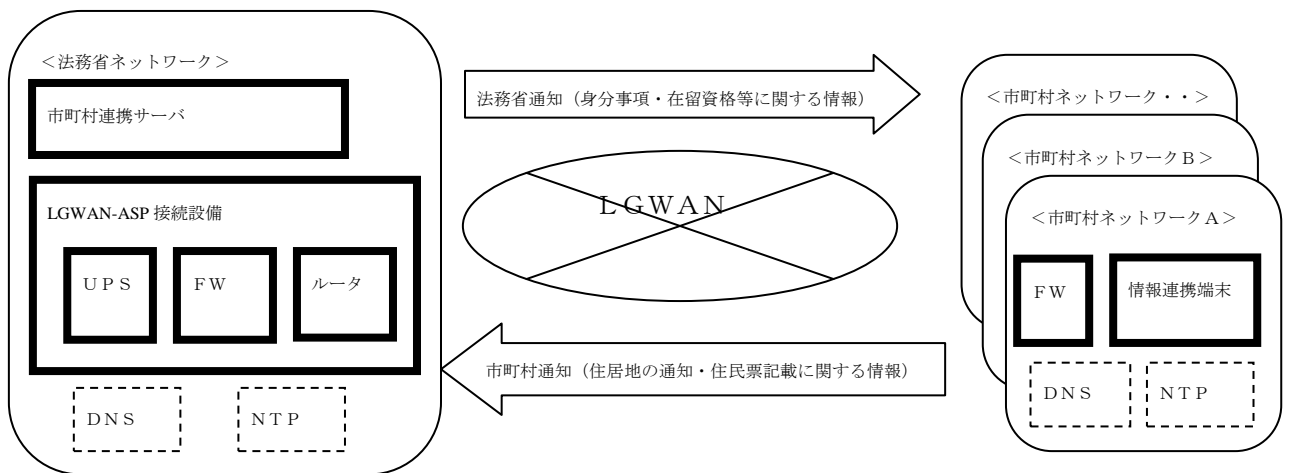 ＜法務省ネットワーク＞
市町村連携サーバ
LGWAN-ASP 接続設備
ＵＰＳ
ＦＷ
ルータ
ＤＮＳ
ＮＴＰ
法務省通知（身分事項・在留資格等に関する情報）
ＬＧＷＡＮ
市町村通知（住居地の通知・住民票記載に関する情報）
＜市町村ネットワーク・・＞
＜市町村ネットワークＢ＞
＜市町村ネットワークＡ＞
ＦＷ
情報連携端末
ＤＮＳ
ＮＴＰ